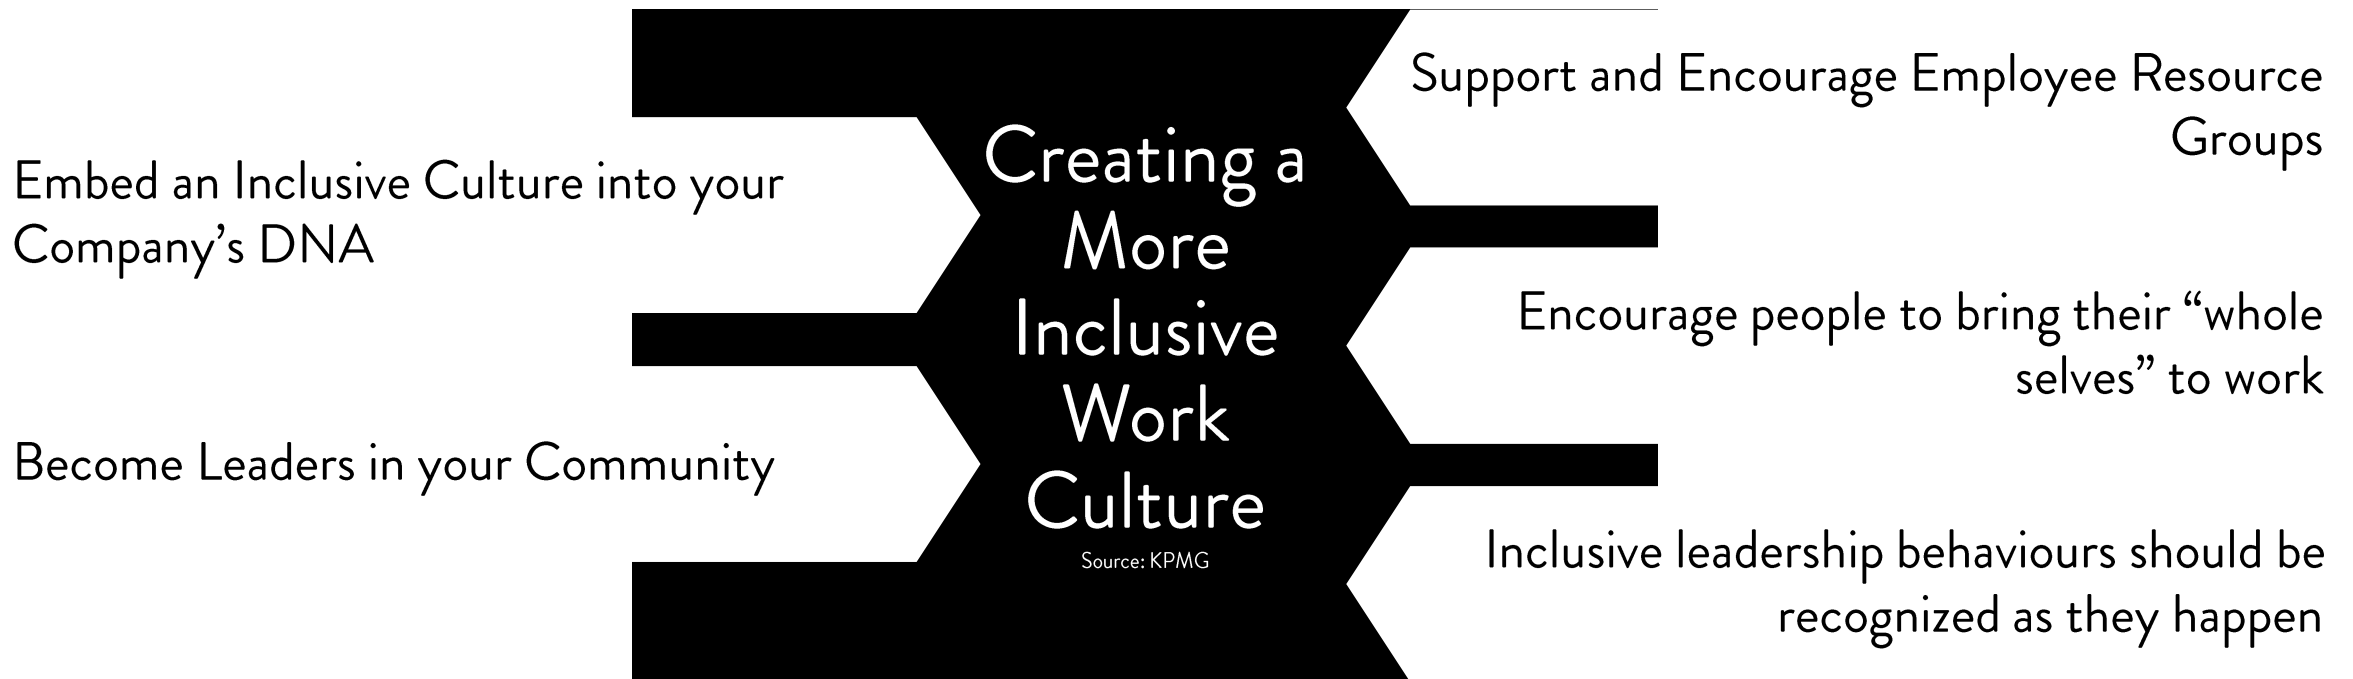 Embed an Inclusive Culture into your
Company’s DNA
Become Leaders in your Community
Creating a
More
Inclusive
Work
Culture
Source: KPMG
Support and Encourage Employee Resource
Groups
Encourage people to bring their “whole
selves” to work
Inclusive leadership behaviours should be
recognized as they happen